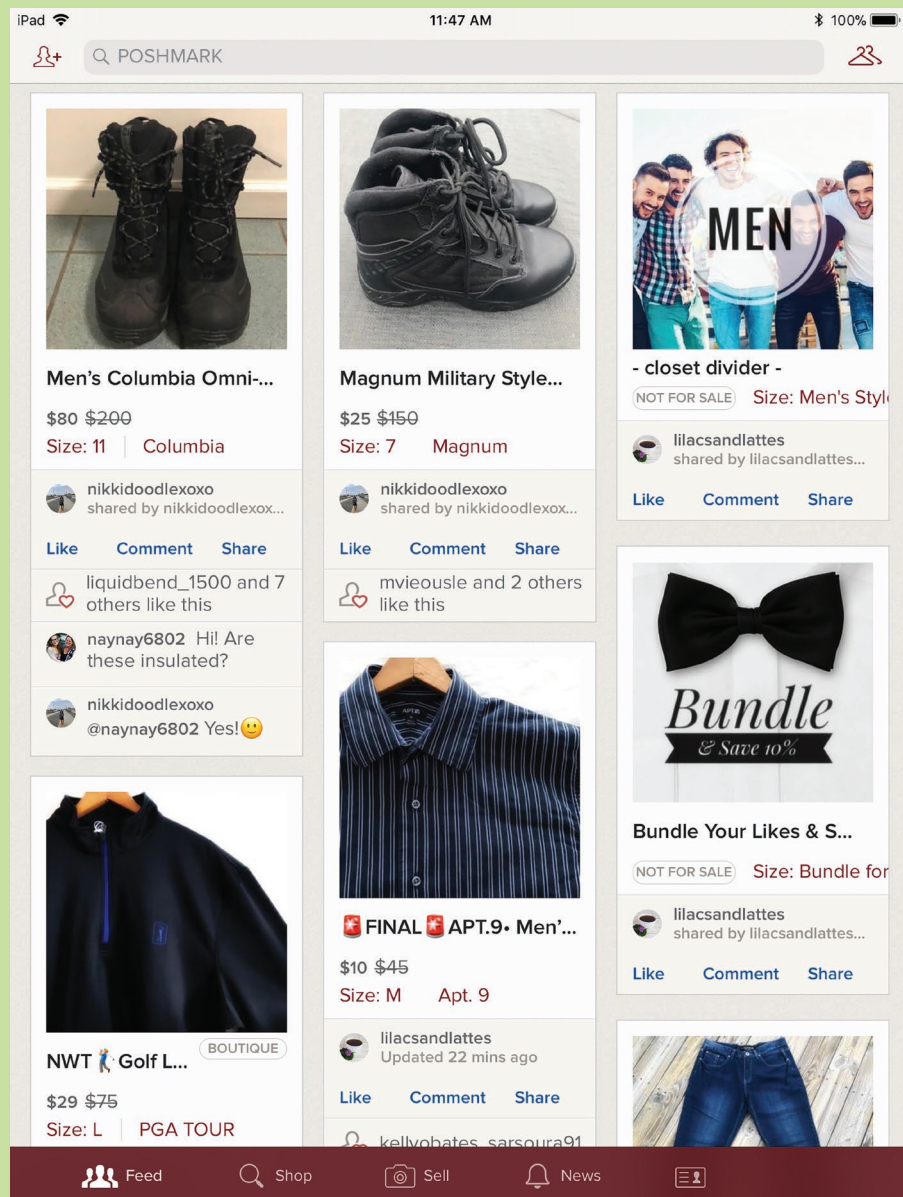 iPad 11:47 AM 100%
POSHMARK
Men's Columbia Omni-...
$80 $200
Size: 11 Columbia
nikkidoodlexoxo
shared by nikkidoodlexox...
Like Comment Share
liquidbend_1500 and 7
others like this
naynay6802 Hi! Are
these insulated?
nikkidoodlexoxo
@naynay6802 Yes!🙂
BOUTIQUE
NWT🏌Golf L...
$29 $75
Size: L PGA TOUR
Magnum Military Style...
$25 $150
Size: 7 Magnum
nikkidoodlexoxo
shared by nikkidoodlexox...
Like Comment Share
mvieousle and 2 others
like this
APT.9
🚨FINAL🚨APT.9• Men'...
$10 $45
Size: M Apt. 9
lilacsandlattes
Updated 22 mins ago
Like Comment Share
kellyobates, sarsoura91
MEN
- closet divider -
NOT FOR SALE Size: Men's Styl
lilacsandlattes
shared by lilacsandlattes...
Like Comment Share
Bundle
& Save 10%
Bundle Your Likes & S...
NOT FOR SALE Size: Bundle for
lilacsandlattes
shared by lilacsandlattes...
Like Comment Share
Feed Shop Sell News